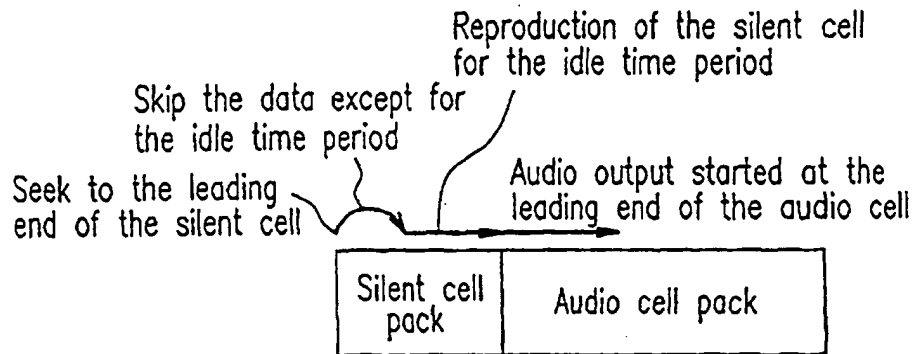 Reproduction of the silent cell
for the idle time period
Skip the data except for
the idle time period
Seek to the leading
end of the silent cell
Audio output started at the
leading end of the audio cell
Silent cell
pack
Audio cell pack